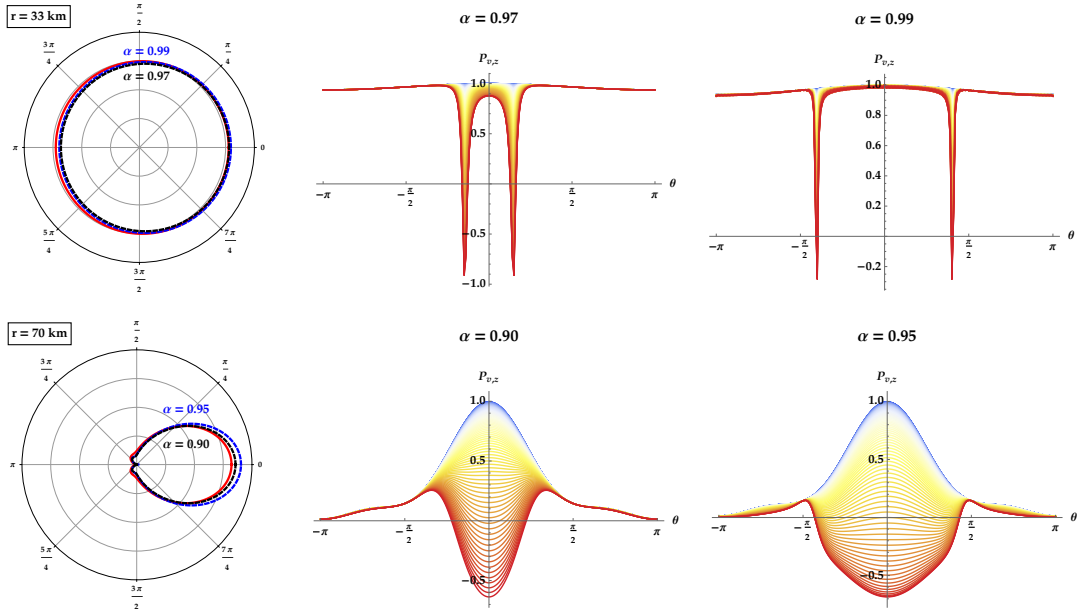 r = 33 km
π/2
3π/4
π/4
α = 0.99
α = 0.97
π
0
5π/4
7π/4
3π/2
α = 0.97
P𝑣,z
1.0
0.5
−0.5
−1.0
−π
−π/2
π/2
π
θ
α = 0.99
P𝑣,z
1.0
0.8
0.6
0.4
0.2
−0.2
−π
−π/2
π/2
π
θ
r = 70 km
π/2
3π/4
π/4
α = 0.95
α = 0.90
π
0
5π/4
7π/4
3π/2
α = 0.90
P𝑣,z
1.0
0.5
−0.5
−π
−π/2
π/2
π
θ
α = 0.95
P𝑣,z
1.0
0.5
−0.5
−π
−π/2
π/2
π
θ